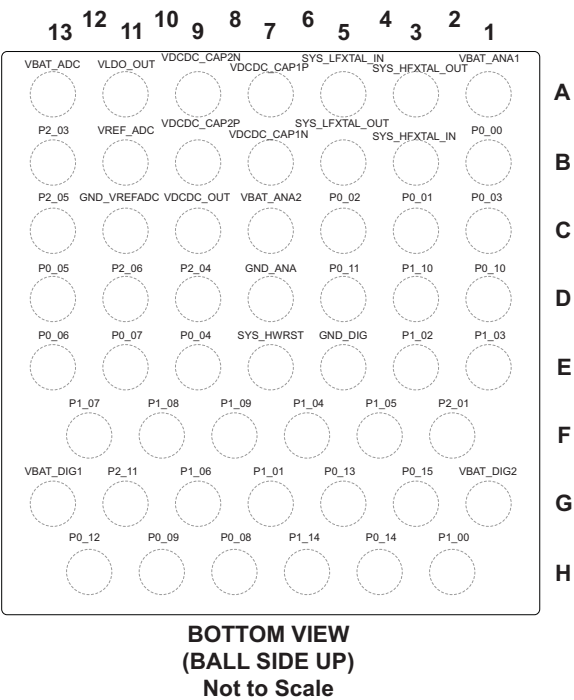 13 12 11 10 9 8 7 6 5 4 3 2 1
VBAT_ADC VLDO_OUT VDCDC_CAP2N VDCDC_CAP1P SYS_LFXTAL_IN SYS_HFXTAL_OUT VBAT_ANA1
A
P2_03 VREF_ADC VDCDC_CAP2P VDCDC_CAP1N SYS_LFXTAL_OUT SYS_HFXTAL_IN P0_00
B
P2_05 GND_VREFADC VDCDC_OUT VBAT_ANA2 P0_02 P0_01 P0_03
C
P0_05 P2_06 P2_04 GND_ANA P0_11 P1_10 P0_10
D
P0_06 P0_07 P0_04 SYS_HWRST GND_DIG P1_02 P1_03
E
P1_07 P1_08 P1_09 P1_04 P1_05 P2_01
F
VBAT_DIG1 P2_11 P1_06 P1_01 P0_13 P0_15 VBAT_DIG2
G
P0_12 P0_09 P0_08 P1_14 P0_14 P1_00
H
BOTTOM VIEW
(BALL SIDE UP)
Not to Scale